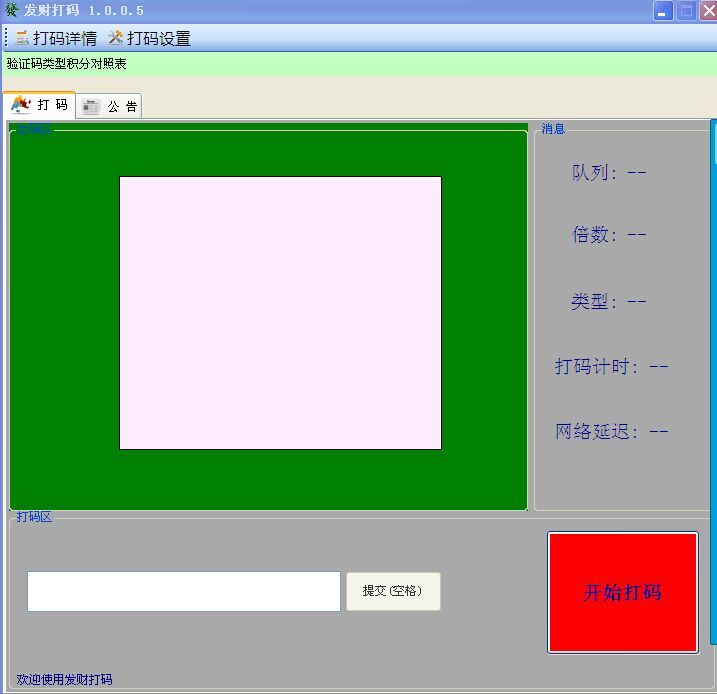 发财打码 1.0.0.5
打码详情 打码设置
验证码类型积分对照表
打 码 公 告
出码区 消息
队列: --
倍数: --
类型: --
打码计时: --
网络延迟: --
打码区
提交(空格)
开始打码
欢迎使用发财打码